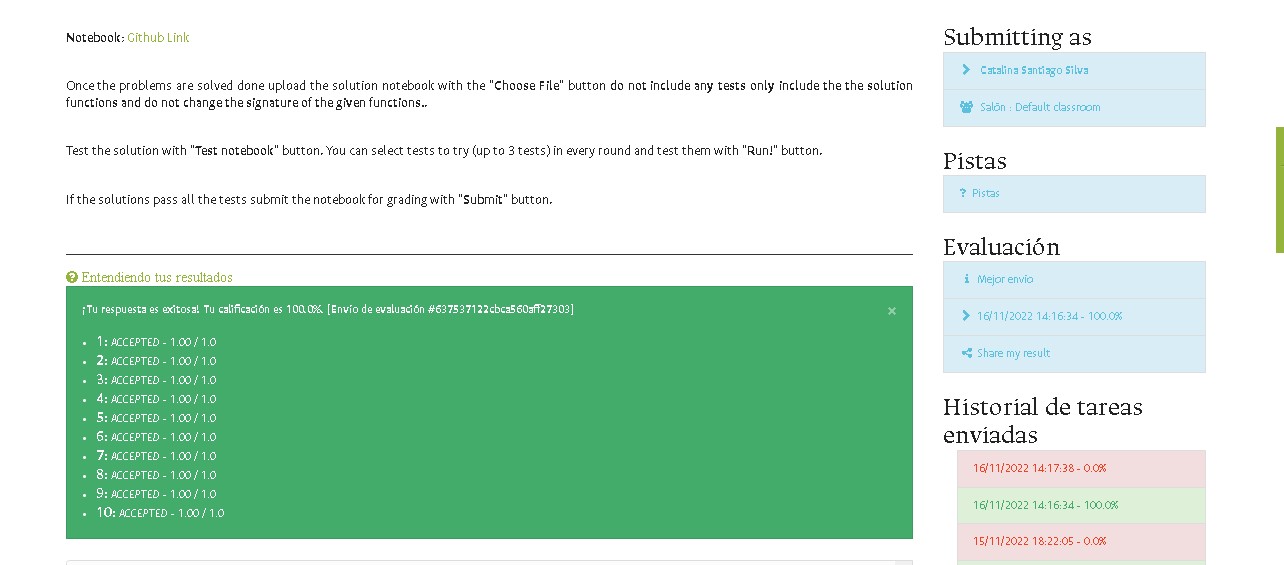 Notebook: Github Link
Once the problems are solved done upload the solution notebook with the "Choose File" button do not include any tests only include the the solution
functions and do not change the signature of the given functions..
Test the solution with "Test notebook" button. You can select tests to try (up to 3 tests) in every round and test them with "Run!" button.
If the solutions pass all the tests submit the notebook for grading with "Submit" button.
Entendiendo tus resultados
¡Tu respuesta es exitosa! Tu calificación es 100.0%. [Envío de evaluación #637537122cbca560aff27303]
×
1: ACCEPTED - 1.00 / 1.0
2: ACCEPTED - 1.00 / 1.0
3: ACCEPTED - 1.00 / 1.0
4: ACCEPTED - 1.00 / 1.0
5: ACCEPTED - 1.00 / 1.0
6: ACCEPTED - 1.00 / 1.0
7: ACCEPTED - 1.00 / 1.0
8: ACCEPTED - 1.00 / 1.0
9: ACCEPTED - 1.00 / 1.0
10: ACCEPTED - 1.00 / 1.0
Submitting as
Catalina Santiago Silva
Salón : Default classroom
Pistas
? Pistas
Evaluación
Mejor envío
16/11/2022 14:16:34 - 100.0%
Share my result
Historial de tareas
enviadas
16/11/2022 14:17:38 - 0.0%
16/11/2022 14:16:34 - 100.0%
15/11/2022 18:22:05 - 0.0%